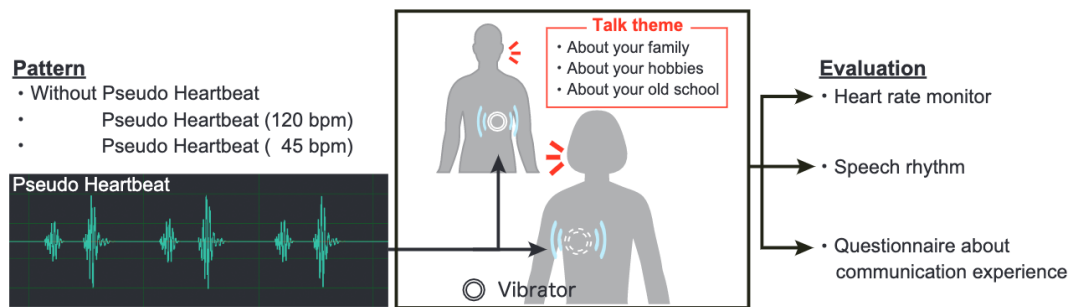 Pattern
・Without Pseudo Heartbeat
・ Pseudo Heartbeat (120 bpm)
・ Pseudo Heartbeat ( 45 bpm)
Pseudo Heartbeat
Talk theme
・About your family
・About your hobbies
・About your old school
Vibrator
Evaluation
・Heart rate monitor
・Speech rhythm
・Questionnaire about
communication experience